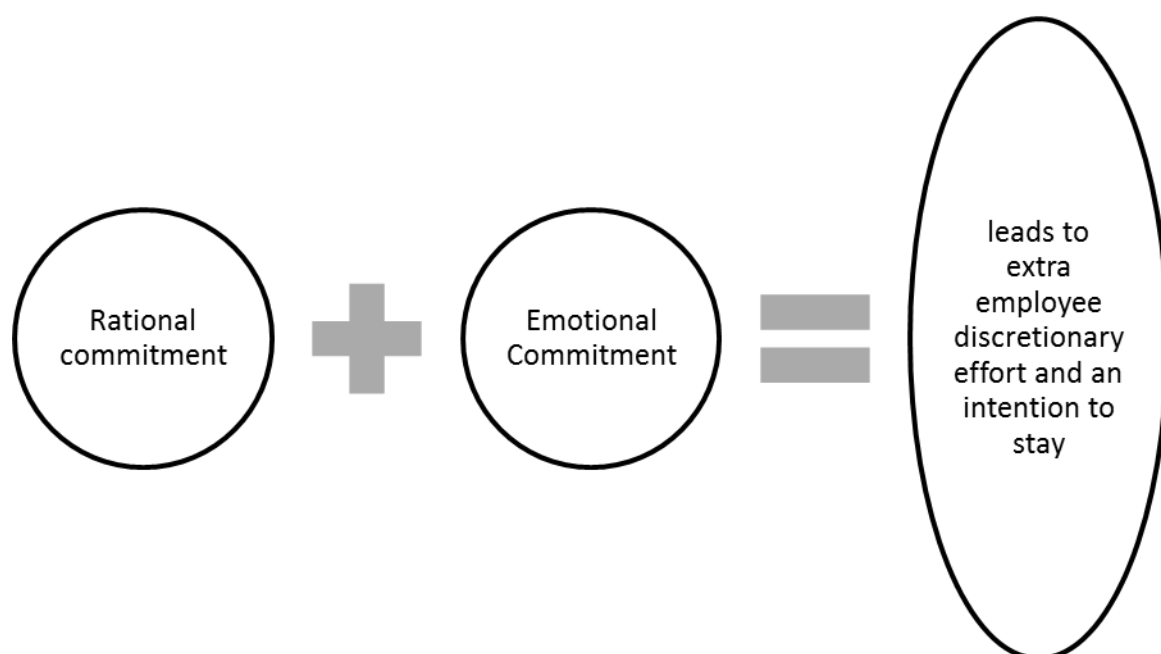 Rational
commitment
Emotional
Commitment
leads to
extra
employee
discretionary
effort and an
intention to
stay